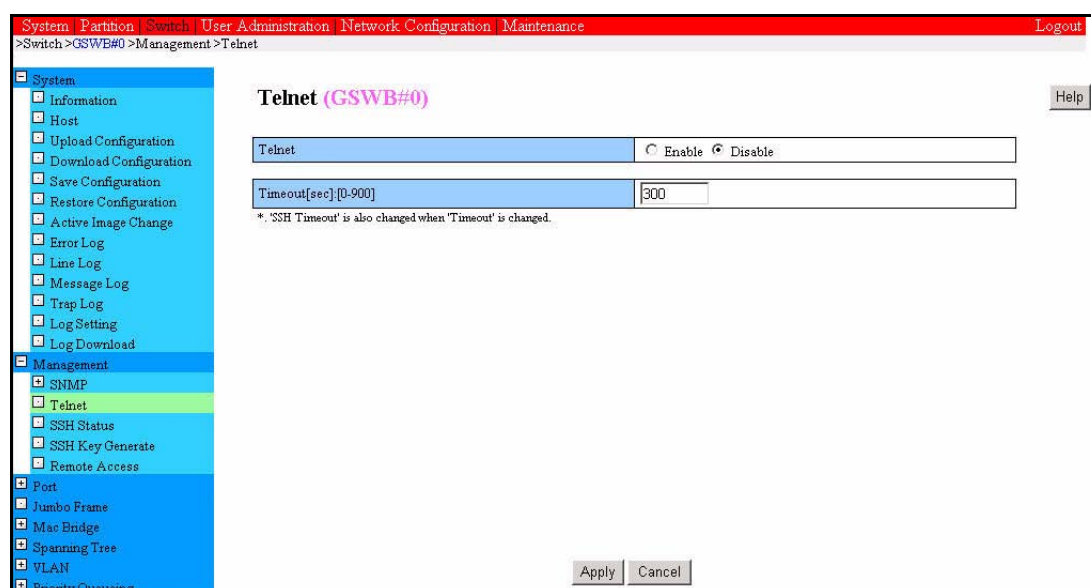 System | Partition | Switch | User Administration | Network Configuration | Maintenance Logout
>Switch >GSWB#0 >Management >Telnet
System
Information
Host
Upload Configuration
Download Configuration
Save Configuration
Restore Configuration
Active Image Change
Error Log
Line Log
Message Log
Trap Log
Log Setting
Log Download
Management
SNMP
Telnet
SSH Status
SSH Key Generate
Remote Access
Port
Jumbo Frame
Mac Bridge
Spanning Tree
VLAN
Priority Queueing
Telnet (GSWB#0)
Help
Telnet Enable Disable
Timeout[sec]:[0-900] 300
*. 'SSH Timeout' is also changed when 'Timeout' is changed.
Apply Cancel